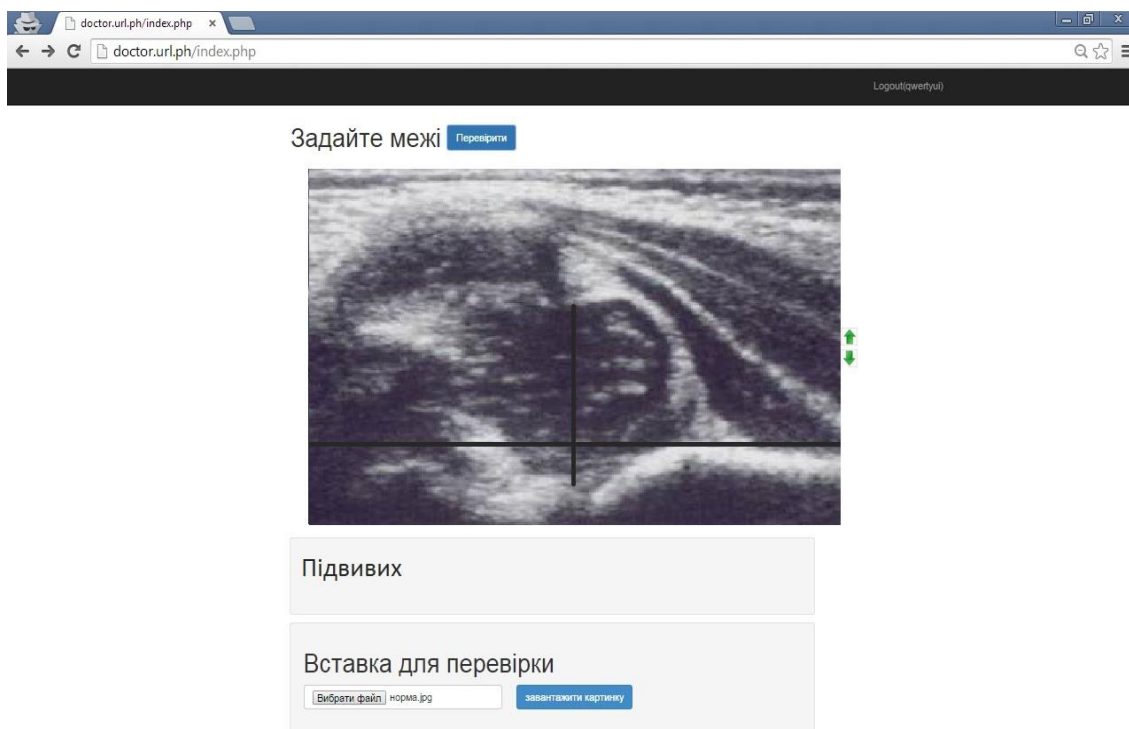 doctor.url.ph/index.php
doctor.url.ph/index.php
Logout(qwertyui)
Задайте межі Перевірити
Підвивих
Вставка для перевірки
Вибрати файл норма.jpg завантажити картинку